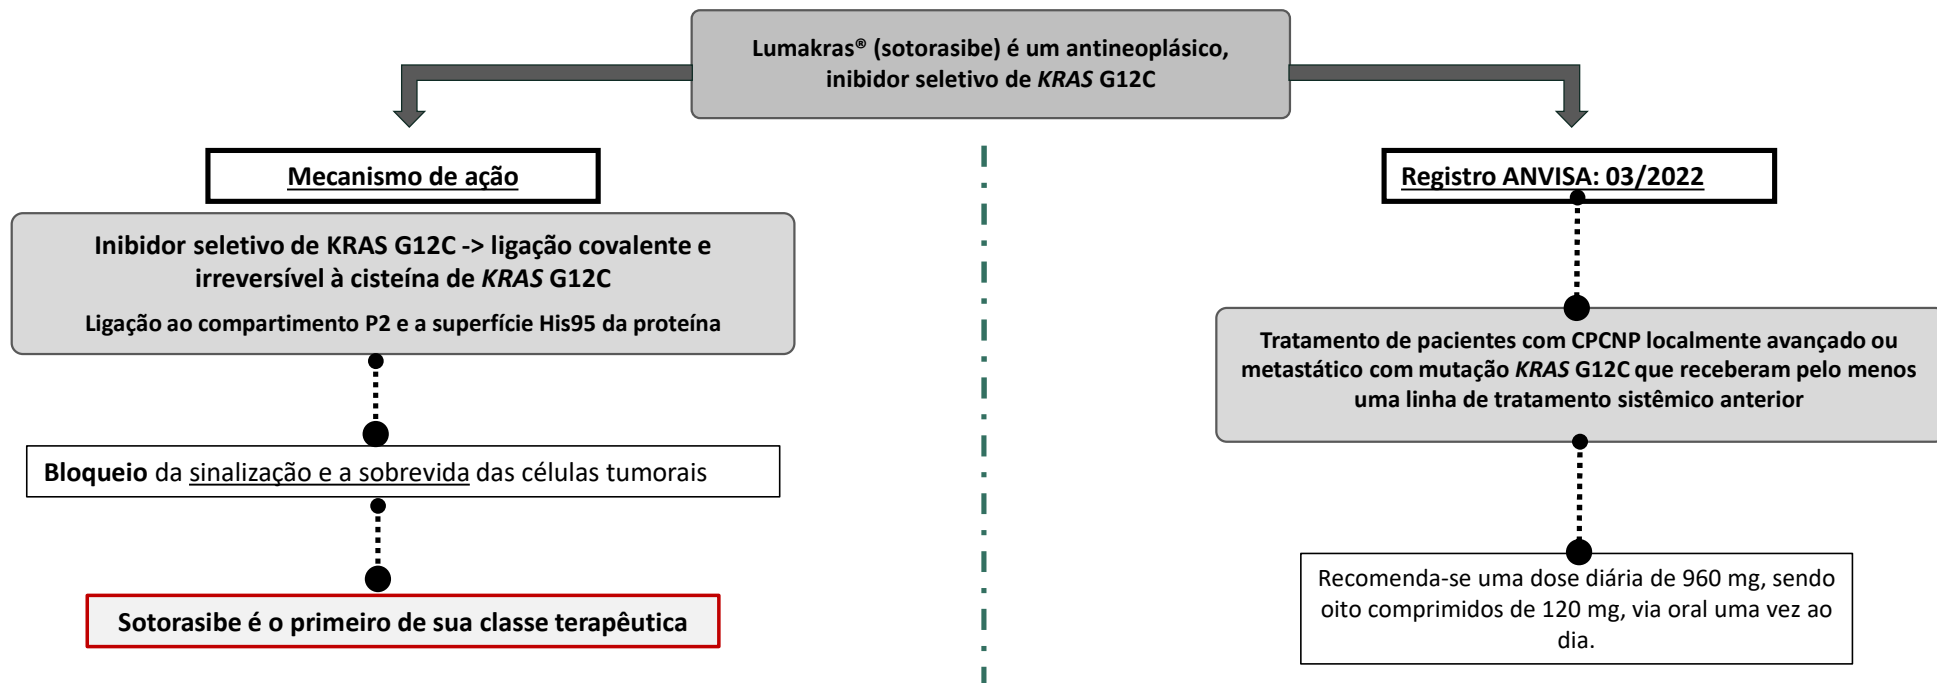 Lumakras® (sotorasibe) é um antineoplásico,
inibidor seletivo de KRAS G12C
Mecanismo de ação
Inibidor seletivo de KRAS G12C -> ligação covalente e
irreversível à cisteína de KRAS G12C
Ligação ao compartimento P2 e a superfície His95 da proteína
Bloqueio da sinalização e a sobrevida das células tumorais
Sotorasibe é o primeiro de sua classe terapêutica
Registro ANVISA: 03/2022
Tratamento de pacientes com CPCNP localmente avançado ou
metastático com mutação KRAS G12C que receberam pelo menos
uma linha de tratamento sistêmico anterior
Recomenda-se uma dose diária de 960 mg, sendo
oito comprimidos de 120 mg, via oral uma vez ao
dia.